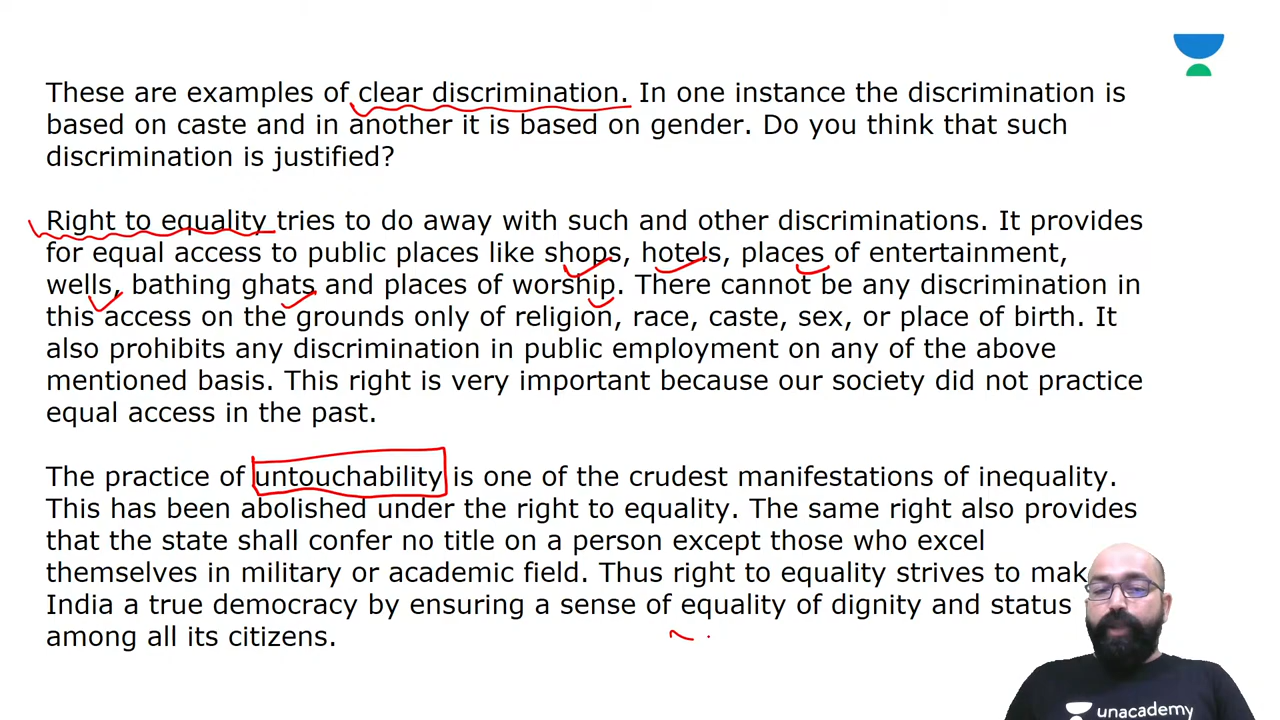 These are examples of clear discrimination. In one instance the discrimination is
based on caste and in another it is based on gender. Do you think that such
discrimination is justified?
Right to equality tries to do away with such and other discriminations. It provides
for equal access to public places like shops, hotels, places of entertainment,
wells, bathing ghats and places of worship. There cannot be any discrimination in
this access on the grounds only of religion, race, caste, sex, or place of birth. It
also prohibits any discrimination in public employment on any of the above
mentioned basis. This right is very important because our society did not practice
equal access in the past.
The practice of untouchability is one of the crudest manifestations of inequality.
This has been abolished under the right to equality. The same right also provides
that the state shall confer no title on a person except those who excel
themselves in military or academic field. Thus right to equality strives to mak
India a true democracy by ensuring a sense of equality of dignity and status
among all its citizens.
unacademy